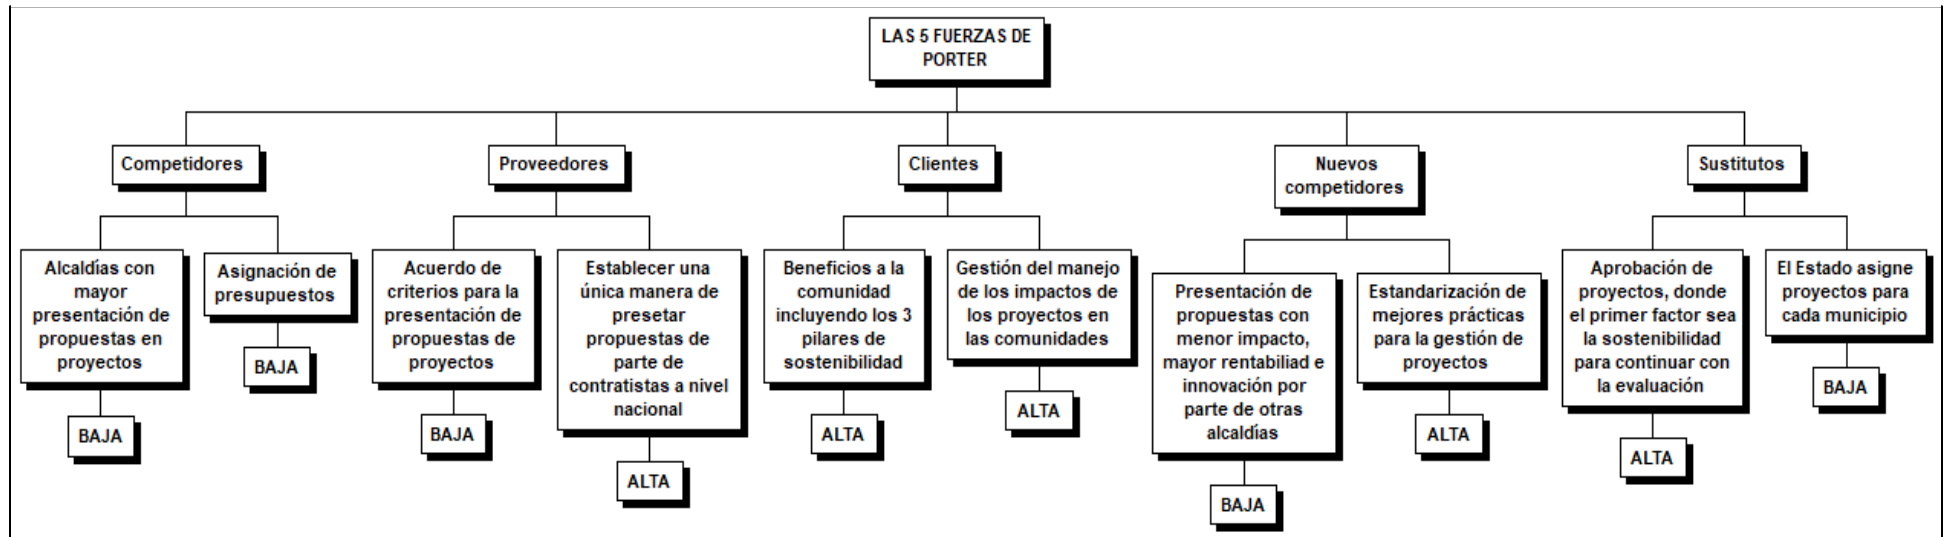 LAS 5 FUERZAS DE
PORTER
Competidores
Proveedores
Clientes
Nuevos
competidores
Sustitutos
Alcaldías con
mayor
presentación de
propuestas en
proyectos
Asignación de
presupuestos
Acuerdo de
criterios para la
presentación de
propuestas de
proyectos
Establecer una
única manera de
presetar
propuestas de
parte de
contratistas a nivel
nacional
Beneficios a la
comunidad
incluyendo los 3
pilares de
sostenibilidad
Gestión del manejo
de los impactos de
los proyectos en
las comunidades
Presentación de
propuestas con
menor impacto,
mayor rentabiliad e
innovación por
parte de otras
alcaldías
Estandarización de
mejores prácticas
para la gestión de
proyectos
Aprobación de
proyectos, donde
el primer factor sea
la sostenibilidad
para continuar con
la evaluación
El Estado asigne
proyectos para
cada municipio
BAJA
BAJA
BAJA
ALTA
ALTA
ALTA
BAJA
ALTA
ALTA
BAJA